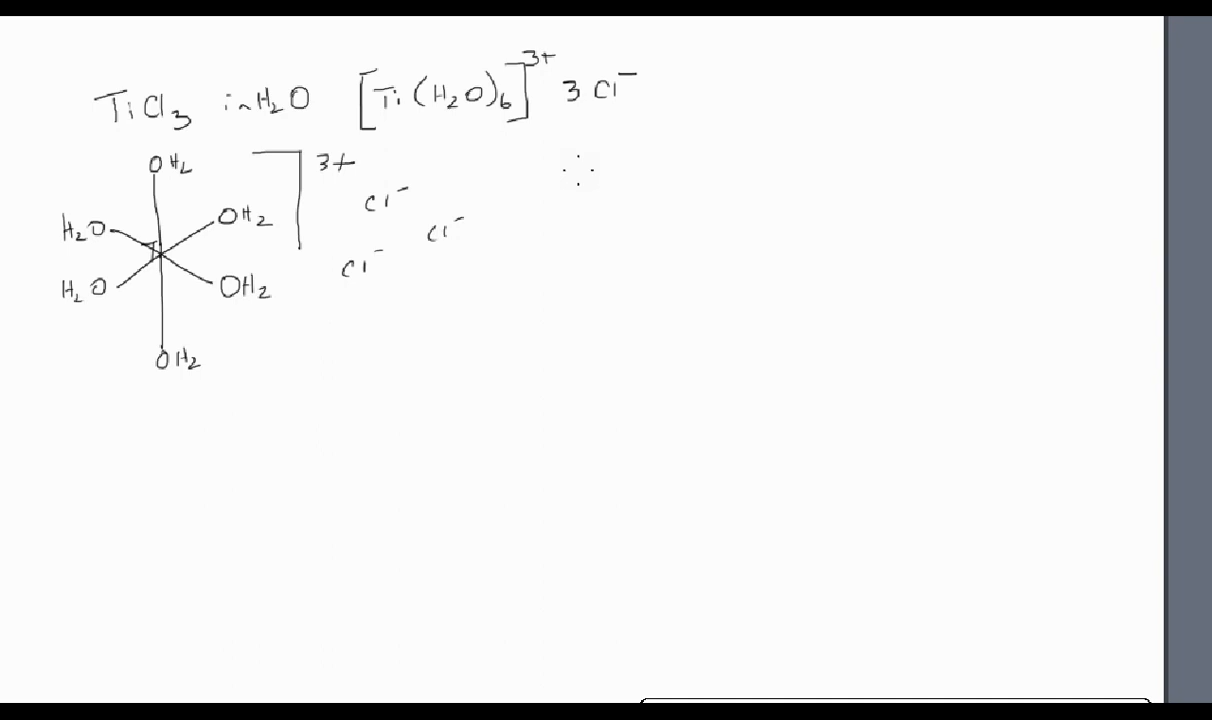 TiCl₃ in H₂O [Ti(H₂O)₆]³⁺ 3 Cl⁻
OH₂ 3+
Cl⁻
H₂O OH₂ Cl⁻
Ti
Cl⁻
H₂O OH₂
OH₂